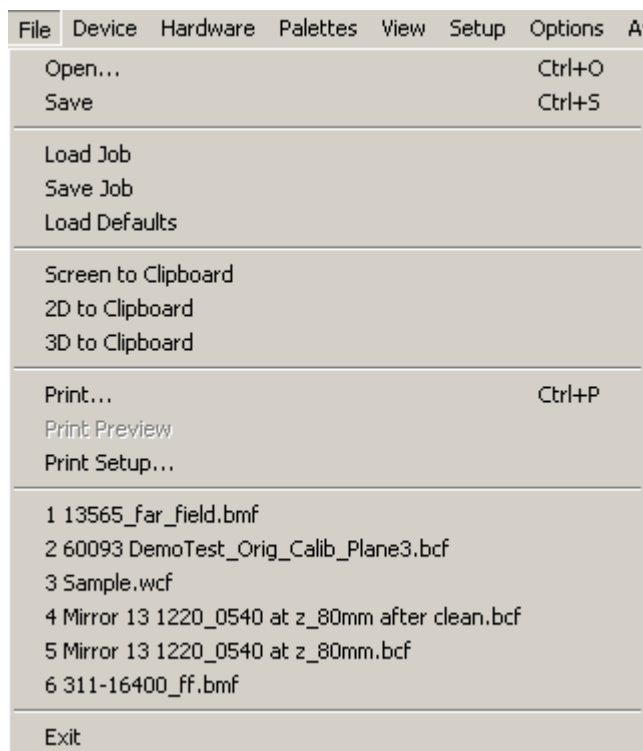 File Device Hardware Palettes View Setup Options A
Open... Ctrl+O
Save Ctrl+S
Load Job
Save Job
Load Defaults
Screen to Clipboard
2D to Clipboard
3D to Clipboard
Print... Ctrl+P
Print Preview
Print Setup...
1 13565_far_field.bmf
2 60093 DemoTest_Orig_Calib_Plane3.bcf
3 Sample.wcf
4 Mirror 13 1220_0540 at z_80mm after clean.bcf
5 Mirror 13 1220_0540 at z_80mm.bcf
6 311-16400_ff.bmf
Exit